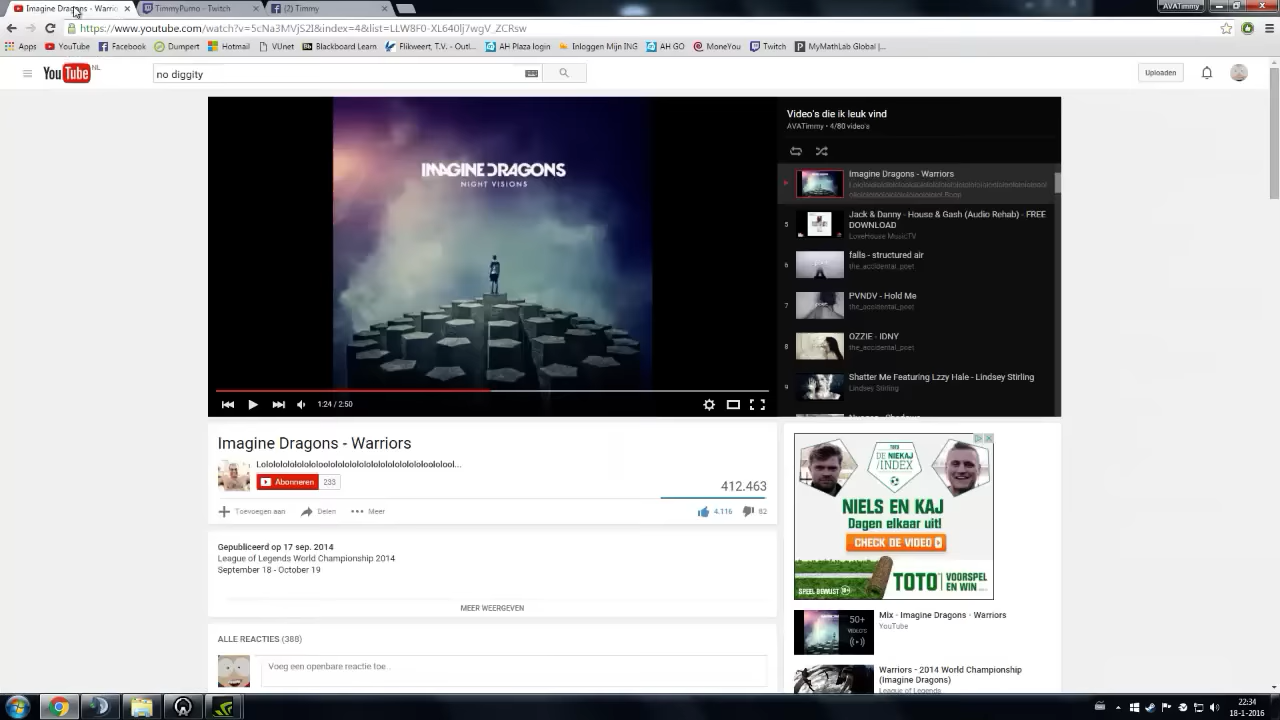 Imagine Dragons - Warrio
TimmyPumo - Twitch
(2) Timmy
AVATimmy
https://www.youtube.com/watch?v=5cNa3MVjS2I&index=4&list=LLW8F0-XL640lj7wgV_ZCRsw
Apps
YouTube
Facebook
Dumpert
Hotmail
VUnet
Blackboard Learn
Flikweert, T.V. - Outl...
AH Plaza login
Inloggen Mijn ING
AH GO
MoneYou
Twitch
MyMathLab Global |...
YouTube NL
no diggity
Uploaden
IMAGINE DRAGONS
NIGHT VISIONS
1:24 / 2:50
Video's die ik leuk vind
AVATimmy • 4/80 video's
Imagine Dragons - Warriors
5
Jack & Danny - House & Gash (Audio Rehab) - FREE
DOWNLOAD
LoveHouse MusicTV
6
falls - structured air
the_accidental_poet
7
PVNDV - Hold Me
the_accidental_poet
8
OZZIE - IDNY
the_accidental_poet
9
Shatter Me Featuring Lzzy Hale - Lindsey Stirling
Lindsey Stirling
Imagine Dragons - Warriors
Abonneren
233
412.463
Toevoegen aan
Delen
Meer
4.116
82
Gepubliceerd op 17 sep. 2014
League of Legends World Championship 2014
September 18 - October 19
MEER WEERGEVEN
ALLE REACTIES (388)
Voeg een openbare reactie toe...
TOTO
DE NIEKAJ
/INDEX
NIELS EN KAJ
Dagen elkaar uit!
CHECK DE VIDEO
TOTO
VOORSPEL
EN WIN
SPEEL BEWUST 18+
50+
VIDEO'S
Mix - Imagine Dragons - Warriors
YouTube
Warriors - 2014 World Championship
(Imagine Dragons)
League of Legends
22:34
18-1-2016